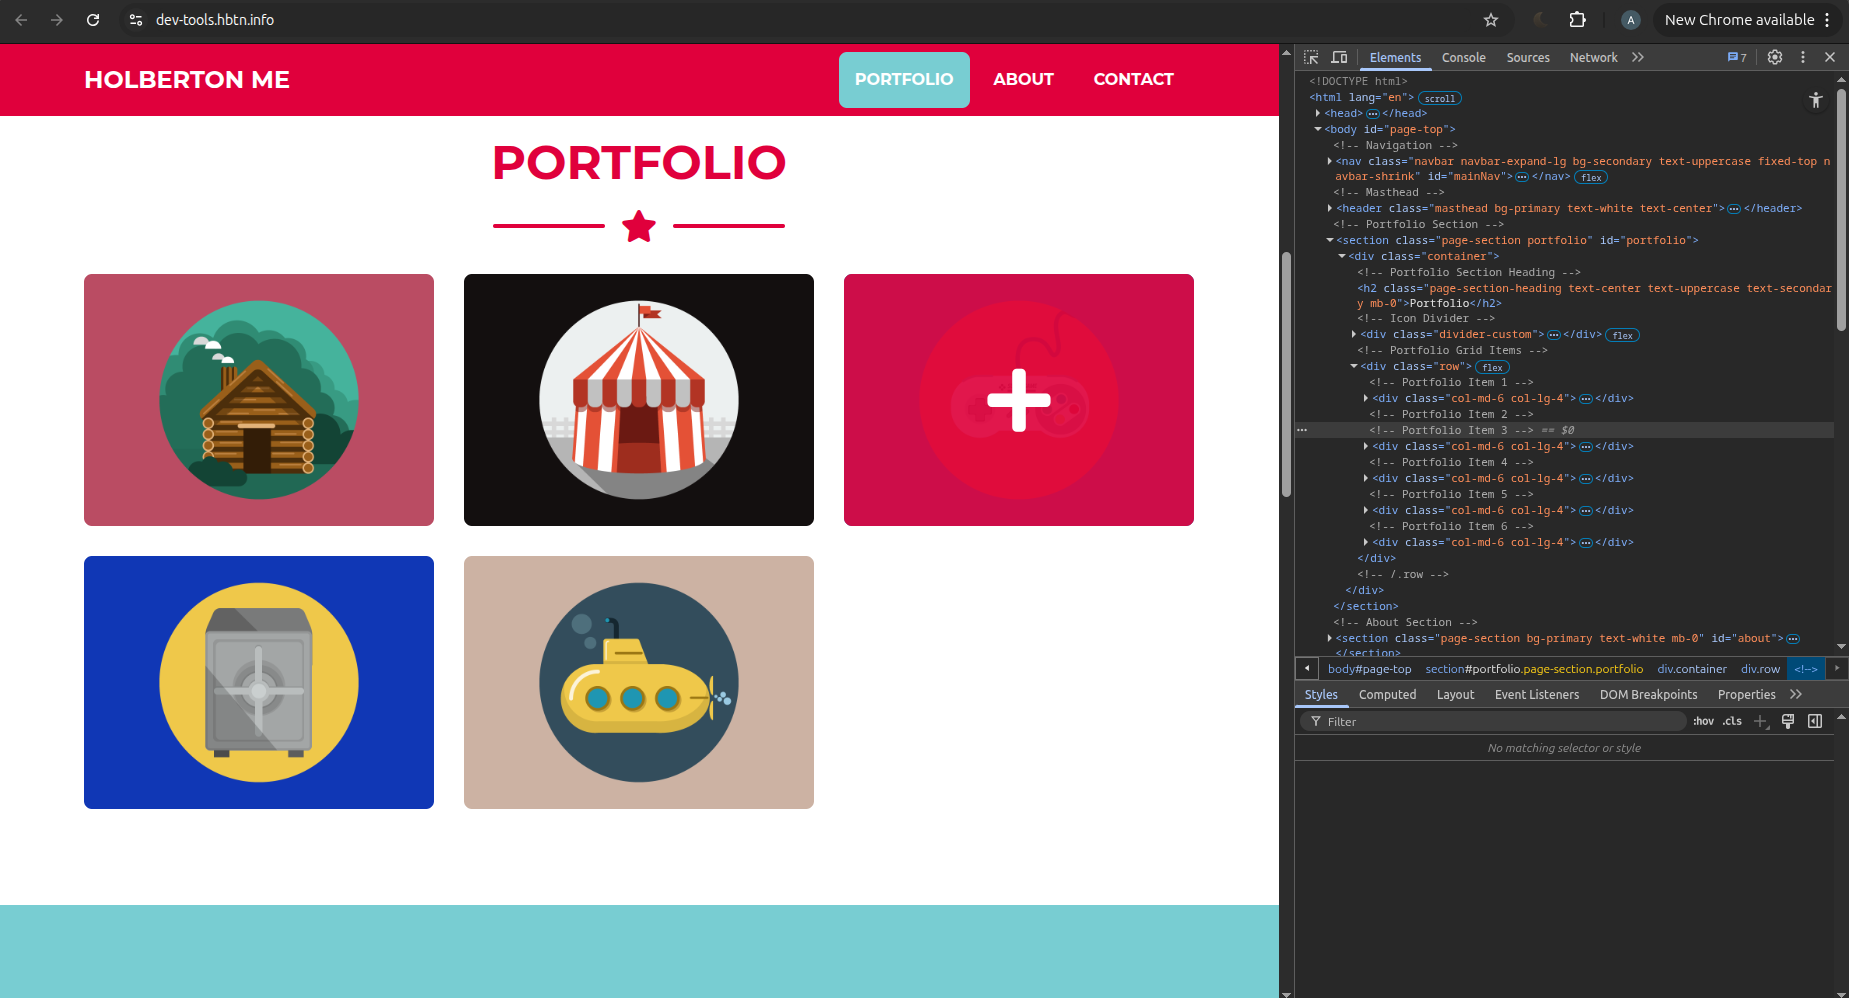 dev-tools.hbtn.info
A
New Chrome available
HOLBERTON ME
PORTFOLIO
ABOUT
CONTACT
PORTFOLIO
Elements
Console
Sources
Network
7
<!DOCTYPE html>
<html lang="en"> scroll
<head> ⋯ </head>
<body id="page-top">
<!-- Navigation -->
<nav class="navbar navbar-expand-lg bg-secondary text-uppercase fixed-top n
avbar-shrink" id="mainNav"> ⋯ </nav> flex
<!-- Masthead -->
<header class="masthead bg-primary text-white text-center"> ⋯ </header>
<!-- Portfolio Section -->
<section class="page-section portfolio" id="portfolio">
<div class="container">
<!-- Portfolio Section Heading -->
<h2 class="page-section-heading text-center text-uppercase text-secondar
y mb-0">Portfolio</h2>
<!-- Icon Divider -->
<div class="divider-custom"> ⋯ </div> flex
<!-- Portfolio Grid Items -->
<div class="row"> flex
<!-- Portfolio Item 1 -->
<div class="col-md-6 col-lg-4"> ⋯ </div>
<!-- Portfolio Item 2 -->
⋯ <!-- Portfolio Item 3 --> == $0
<div class="col-md-6 col-lg-4"> ⋯ </div>
<!-- Portfolio Item 4 -->
<div class="col-md-6 col-lg-4"> ⋯ </div>
<!-- Portfolio Item 5 -->
<div class="col-md-6 col-lg-4"> ⋯ </div>
<!-- Portfolio Item 6 -->
<div class="col-md-6 col-lg-4"> ⋯ </div>
</div>
<!-- /.row -->
</div>
</section>
<!-- About Section -->
<section class="page-section bg-primary text-white mb-0" id="about"> ⋯
</section>
body#page-top
section#portfolio.page-section.portfolio
div.container
div.row
<!-->
Styles
Computed
Layout
Event Listeners
DOM Breakpoints
Properties
Filter
:hov
.cls
No matching selector or style